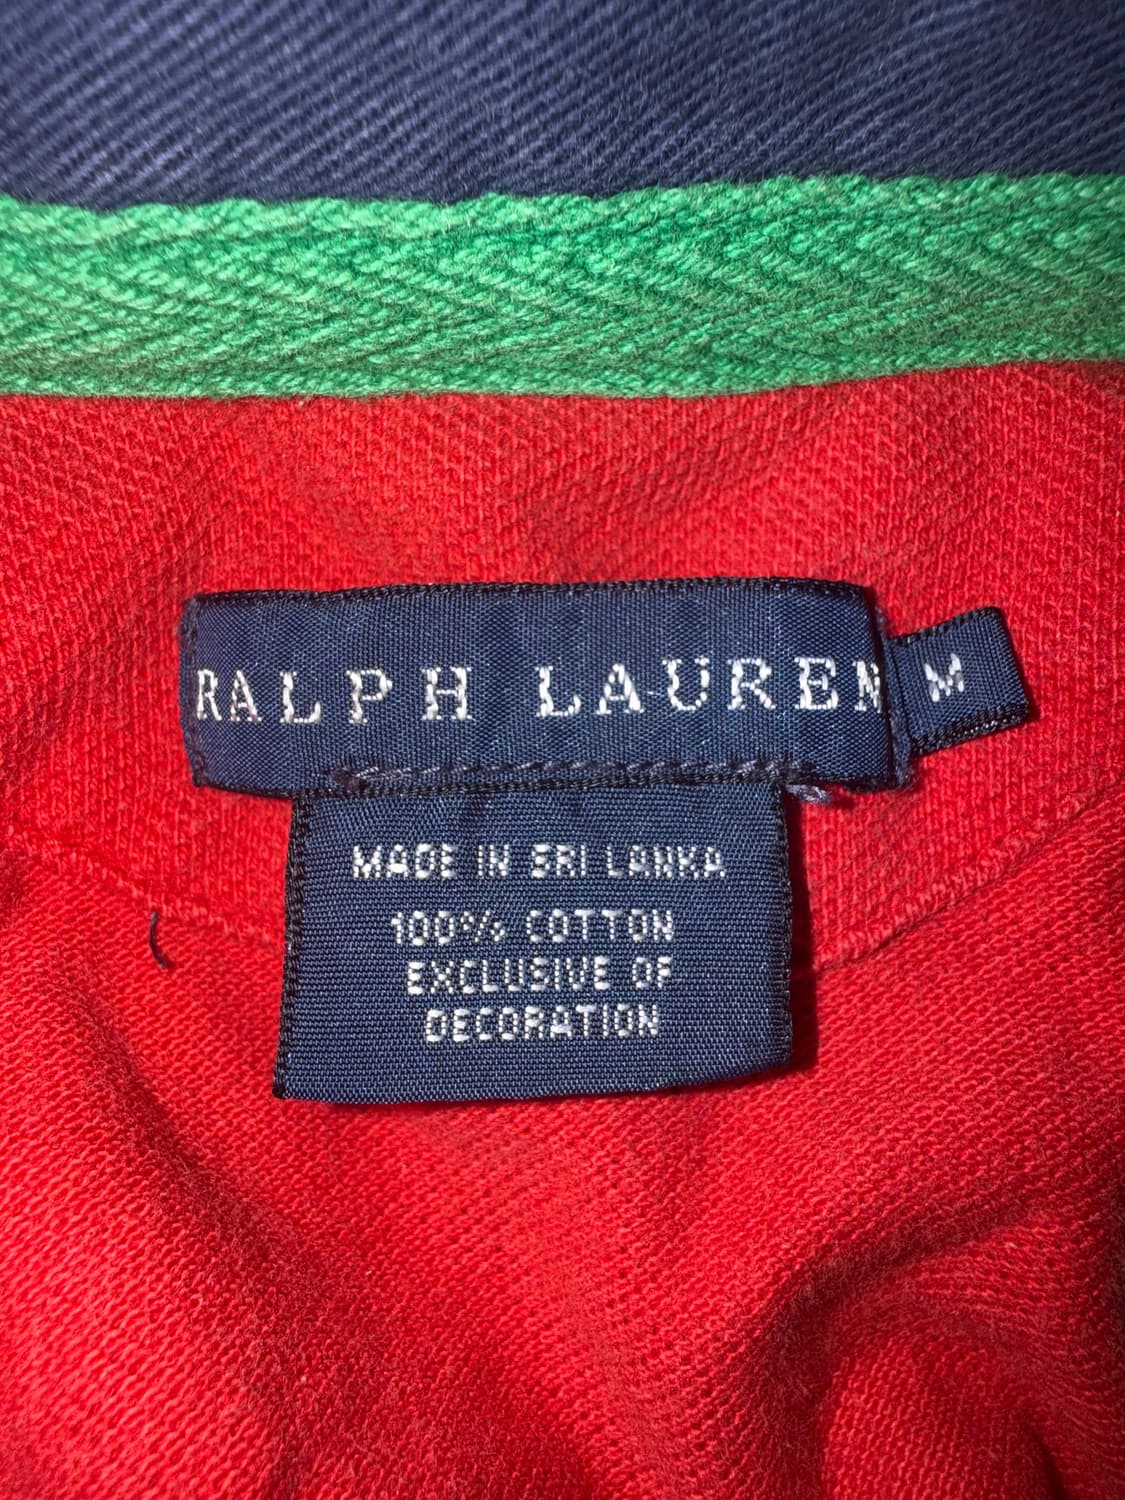 RALPH LAUREN
M
MADE IN SRI LANKA
100% COTTON
EXCLUSIVE OF
DECORATION